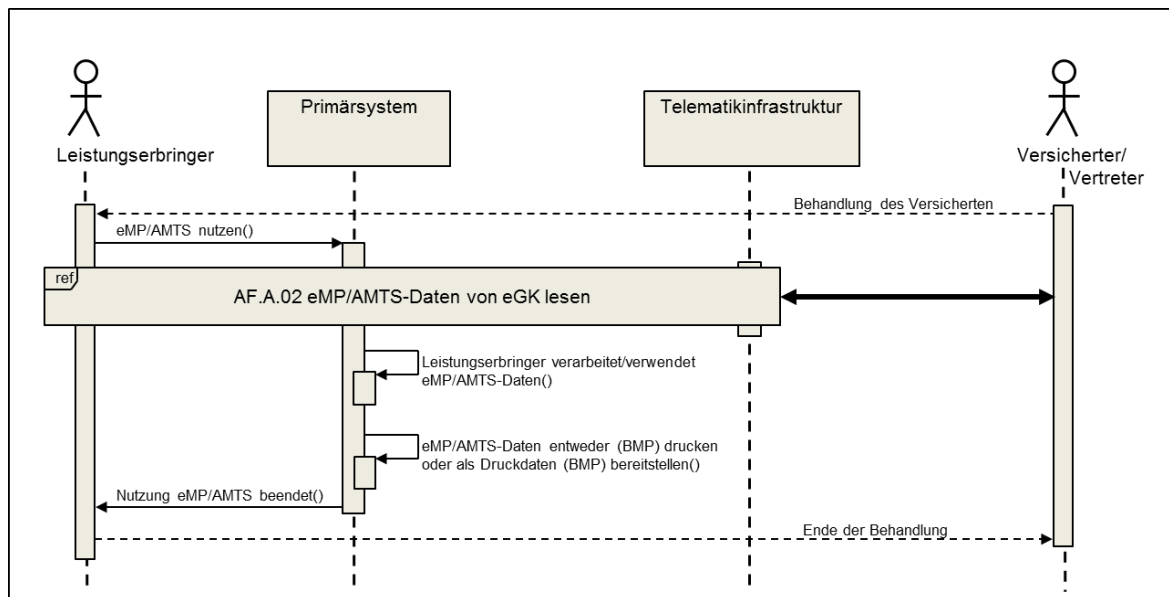 Leistungserbringer
Primärsystem
Telematikinfrastruktur
Versicherter/
Vertreter
Behandlung des Versicherten
eMP/AMTS nutzen()
ref
AF.A.02 eMP/AMTS-Daten von eGK lesen
Leistungserbringer verarbeitet/verwendet
eMP/AMTS-Daten()
eMP/AMTS-Daten entweder (BMP) drucken
oder als Druckdaten (BMP) bereitstellen()
Nutzung eMP/AMTS beendet()
Ende der Behandlung